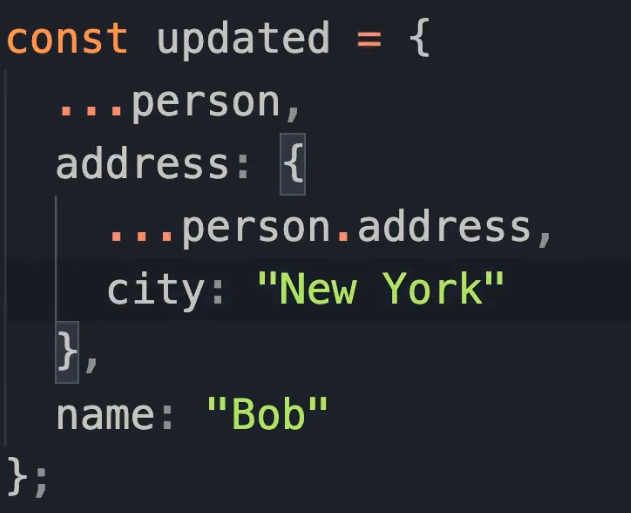 const updated = {
  ...person,
  address: {
    ...person.address,
    city: "New York"
  },
  name: "Bob"
};